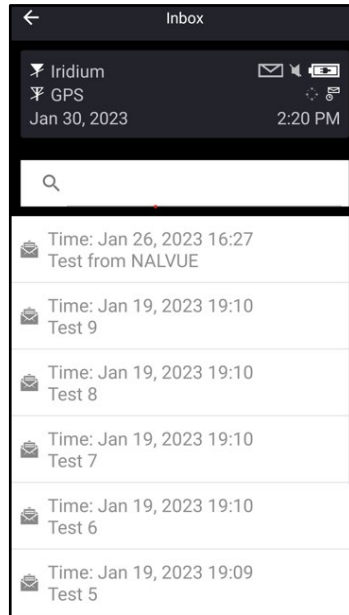 Inbox
Iridium
GPS
Jan 30, 2023 2:20 PM
Time: Jan 26, 2023 16:27
Test from NALVUE
Time: Jan 19, 2023 19:10
Test 9
Time: Jan 19, 2023 19:10
Test 8
Time: Jan 19, 2023 19:10
Test 7
Time: Jan 19, 2023 19:10
Test 6
Time: Jan 19, 2023 19:09
Test 5